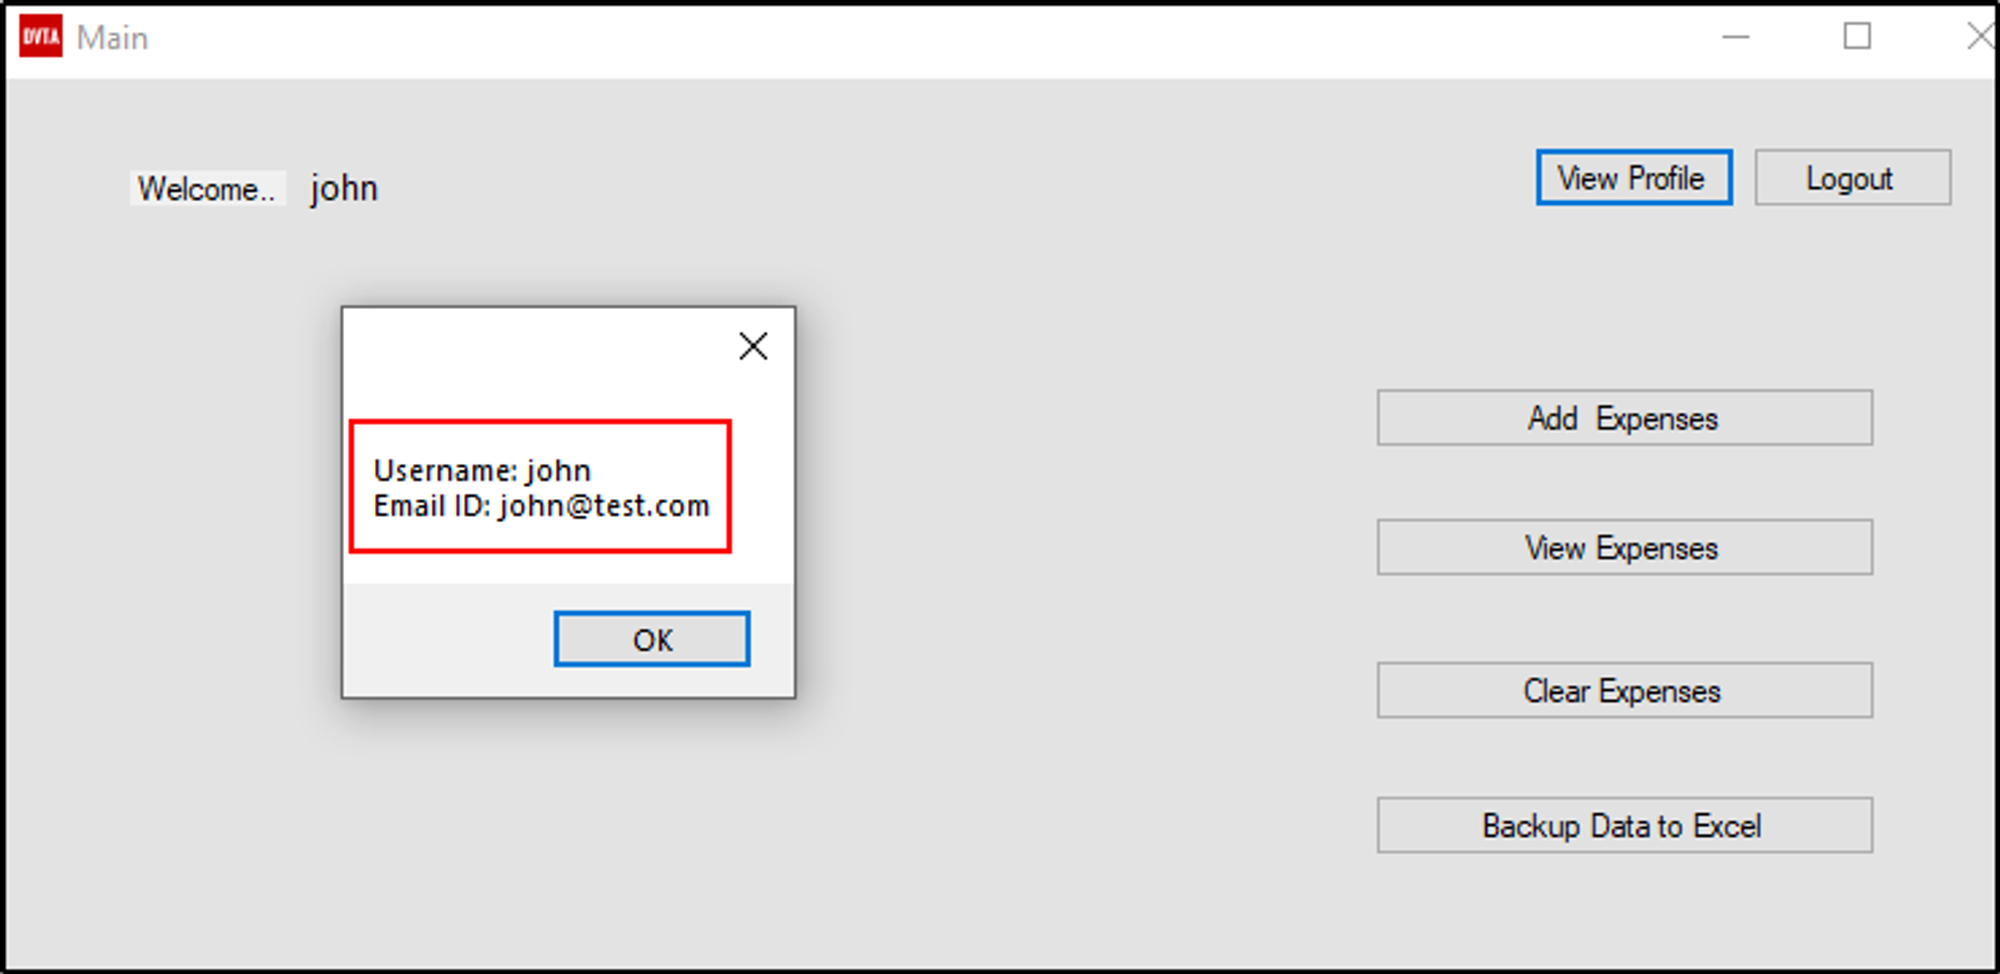 DVTA Main
Welcome.. john
View Profile
Logout
Username: john
Email ID: john@test.com
OK
Add  Expenses
View Expenses
Clear Expenses
Backup Data to Excel